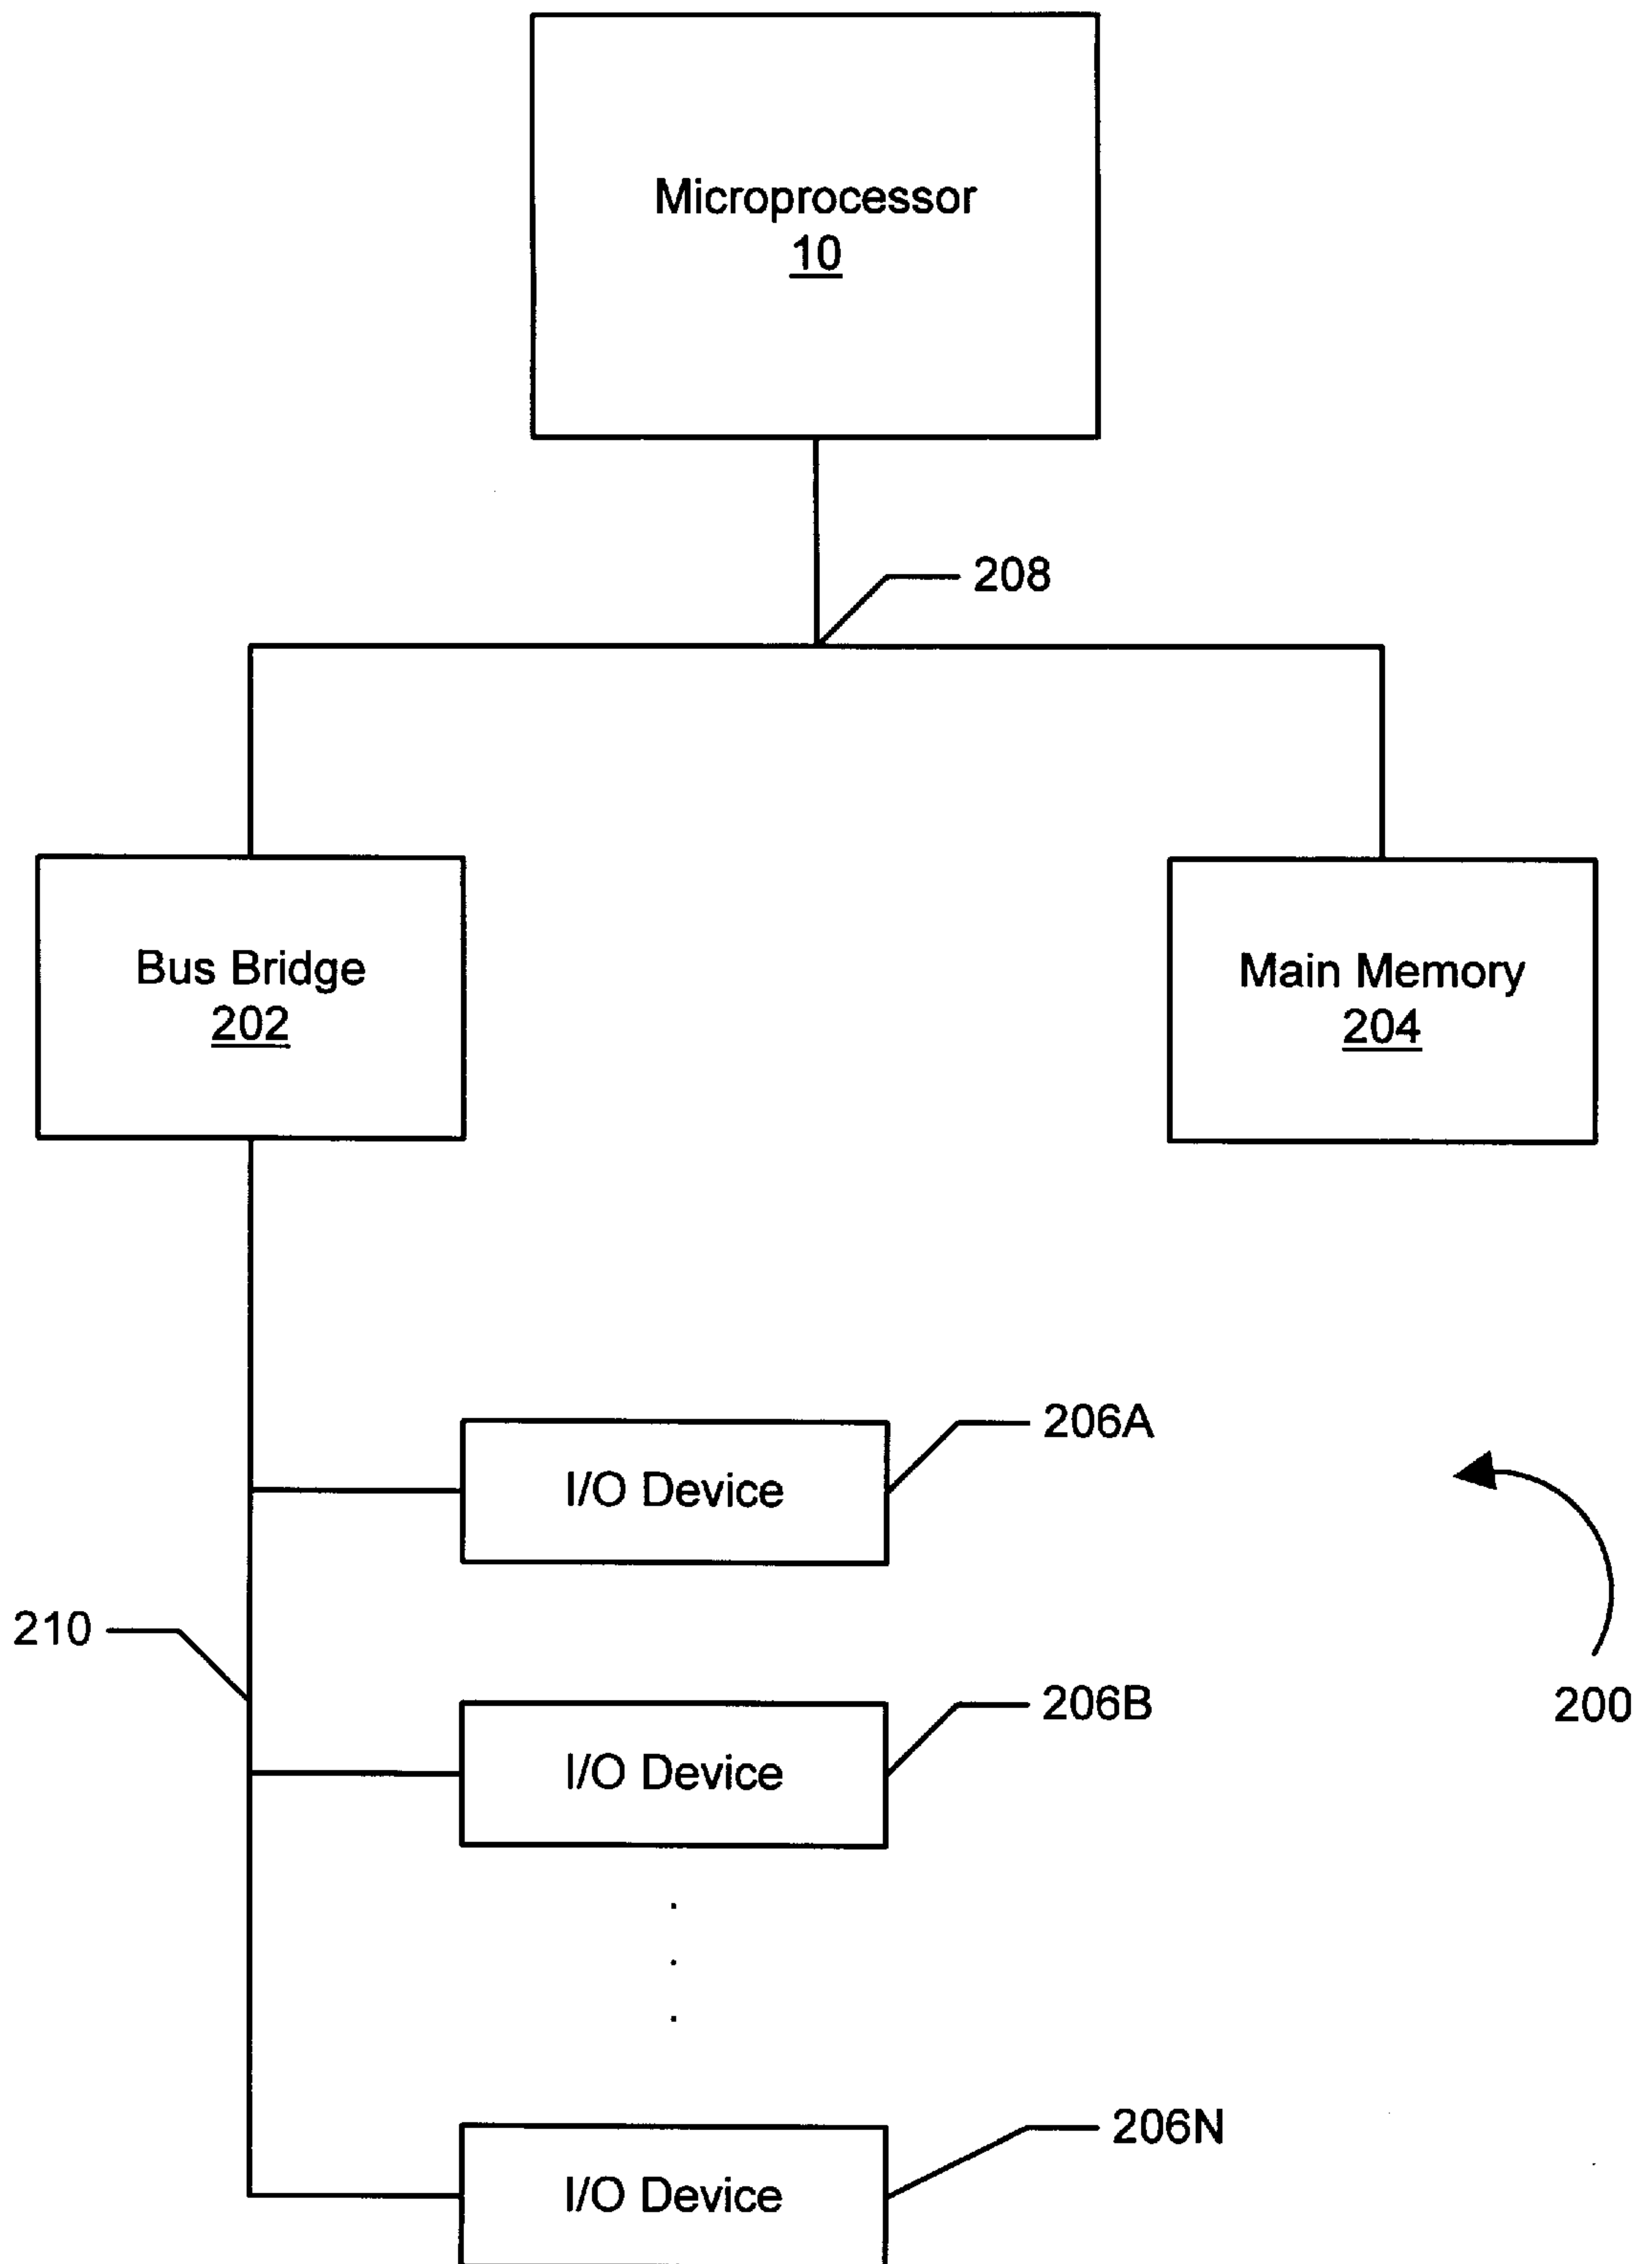 Microprocessor
10
208
Bus Bridge
202
Main Memory
204
206A
I/O Device
210
206B
I/O Device
200
206N
I/O Device